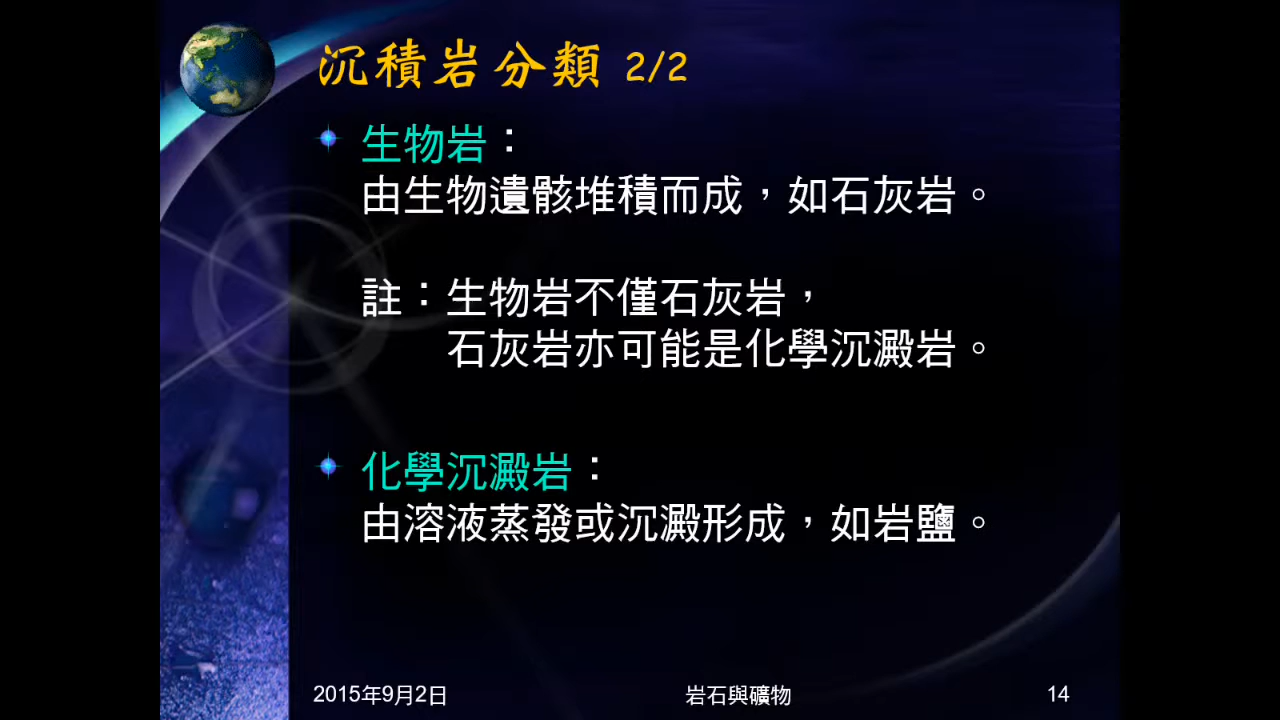 沉積岩分類 2/2
生物岩：
由生物遺骸堆積而成，如石灰岩。
註：生物岩不僅石灰岩，
石灰岩亦可能是化學沉澱岩。
化學沉澱岩：
由溶液蒸發或沉澱形成，如岩鹽。
2015年9月2日 岩石與礦物 14